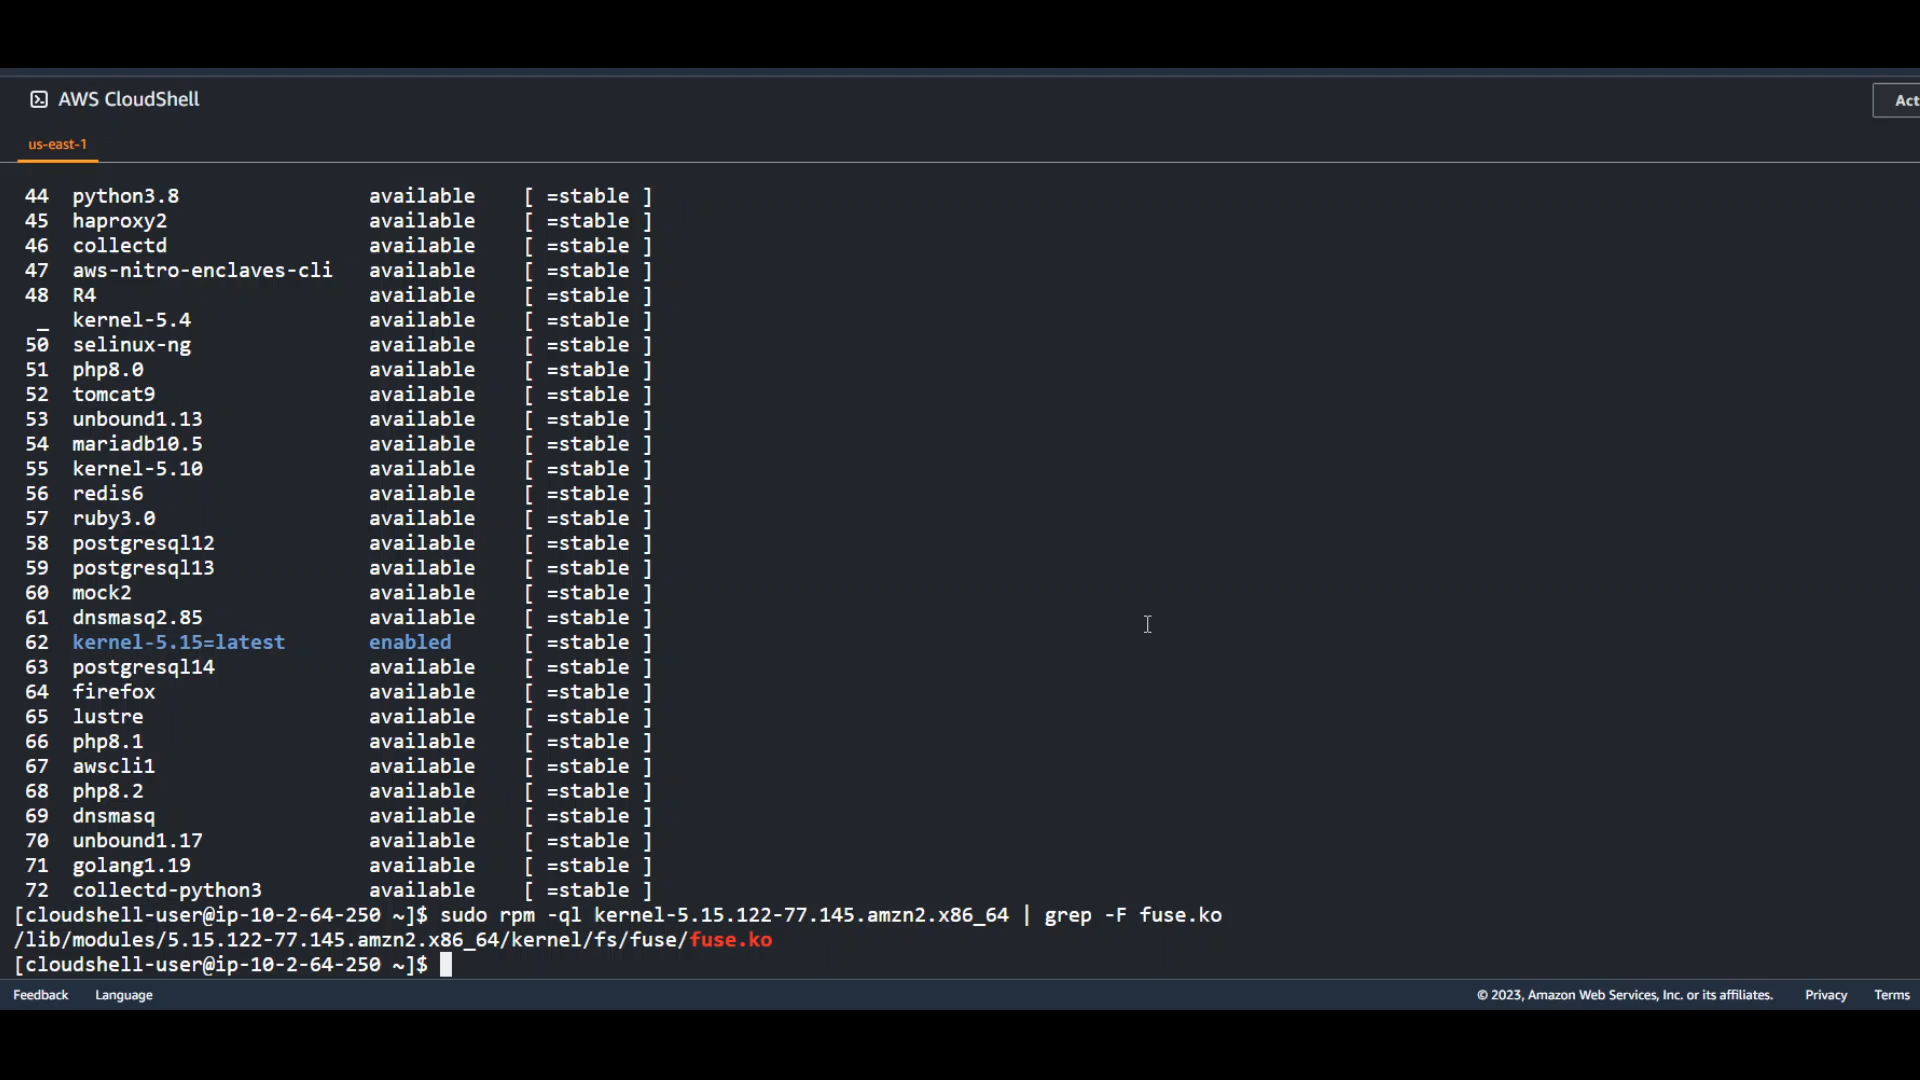 AWS CloudShell
Act
us-east-1
44 python3.8 available [ =stable ]
45 haproxy2 available [ =stable ]
46 collectd available [ =stable ]
47 aws-nitro-enclaves-cli available [ =stable ]
48 R4 available [ =stable ]
_ kernel-5.4 available [ =stable ]
50 selinux-ng available [ =stable ]
51 php8.0 available [ =stable ]
52 tomcat9 available [ =stable ]
53 unbound1.13 available [ =stable ]
54 mariadb10.5 available [ =stable ]
55 kernel-5.10 available [ =stable ]
56 redis6 available [ =stable ]
57 ruby3.0 available [ =stable ]
58 postgresql12 available [ =stable ]
59 postgresql13 available [ =stable ]
60 mock2 available [ =stable ]
61 dnsmasq2.85 available [ =stable ]
62 kernel-5.15=latest enabled [ =stable ]
63 postgresql14 available [ =stable ]
64 firefox available [ =stable ]
65 lustre available [ =stable ]
66 php8.1 available [ =stable ]
67 awscli1 available [ =stable ]
68 php8.2 available [ =stable ]
69 dnsmasq available [ =stable ]
70 unbound1.17 available [ =stable ]
71 golang1.19 available [ =stable ]
72 collectd-python3 available [ =stable ]
[cloudshell-user@ip-10-2-64-250 ~]$ sudo rpm -ql kernel-5.15.122-77.145.amzn2.x86_64 | grep -F fuse.ko
/lib/modules/5.15.122-77.145.amzn2.x86_64/kernel/fs/fuse/fuse.ko
[cloudshell-user@ip-10-2-64-250 ~]$
Feedback Language © 2023, Amazon Web Services, Inc. or its affiliates. Privacy Terms